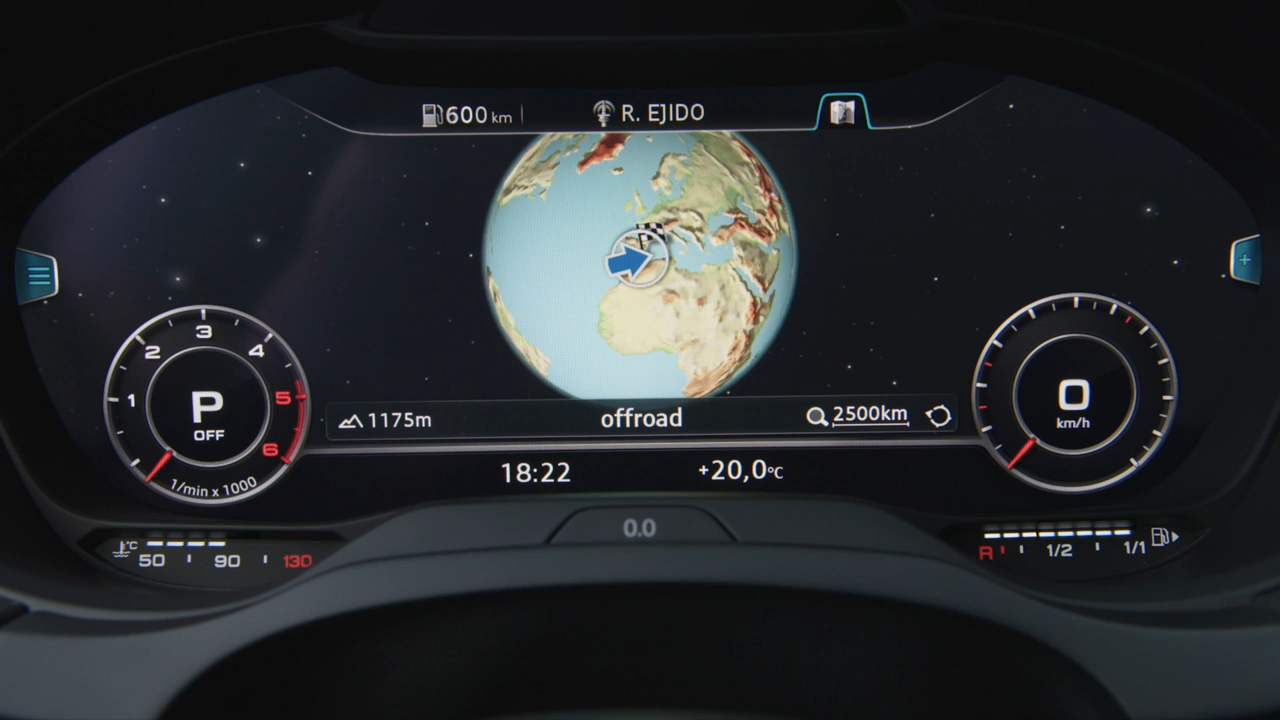 600 km
R. EJIDO
1 2 3 4 5 6
P
OFF
1/min x 1000
1175m
offroad
2500km
0
km/h
18:22
+20,0°C
0.0
°C
50 90 130
R 1/2 1/1